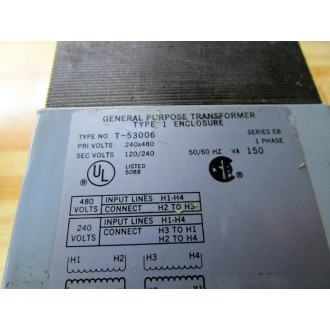 GENERAL PURPOSE TRANSFORMER
TYPE 1 ENCLOSURE
TYPE NO T-53006 SERIES EB
PRI VOLTS 240x480 1 PHASE
SEC VOLTS 120/240 50/60 HZ VA 150
UL LISTED
508B
480 VOLTS INPUT LINES H1-H4
CONNECT H2 TO H3
240 VOLTS INPUT LINES H1-H4
CONNECT H3 TO H1
H2 TO H4
H1 H2 H3 H4